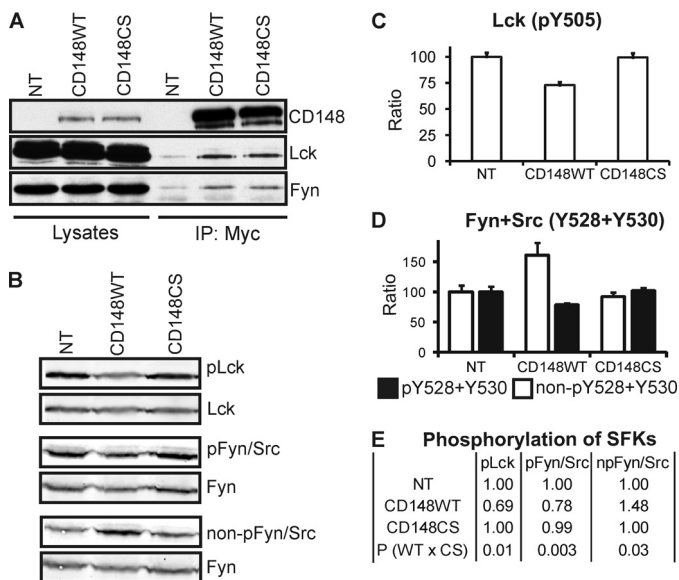 A
NT CD148WT CD148CS NT CD148WT CD148CS
CD148
Lck
Fyn
Lysates IP: Myc
B
NT CD148WT CD148CS
pLck
Lck
pFyn/Src
Fyn
non-pFyn/Src
Fyn
C Lck (pY505)
Ratio
100
75
50
25
0
NT CD148WT CD148CS
D Fyn+Src (Y528+Y530)
Ratio
150
100
50
0
NT CD148WT CD148CS
pY528+Y530 non-pY528+Y530
E Phosphorylation of SFKs
pLck pFyn/Src npFyn/Src
NT 1.00 1.00 1.00
CD148WT 0.69 0.78 1.48
CD148CS 1.00 0.99 1.00
P (WT x CS) 0.01 0.003 0.03